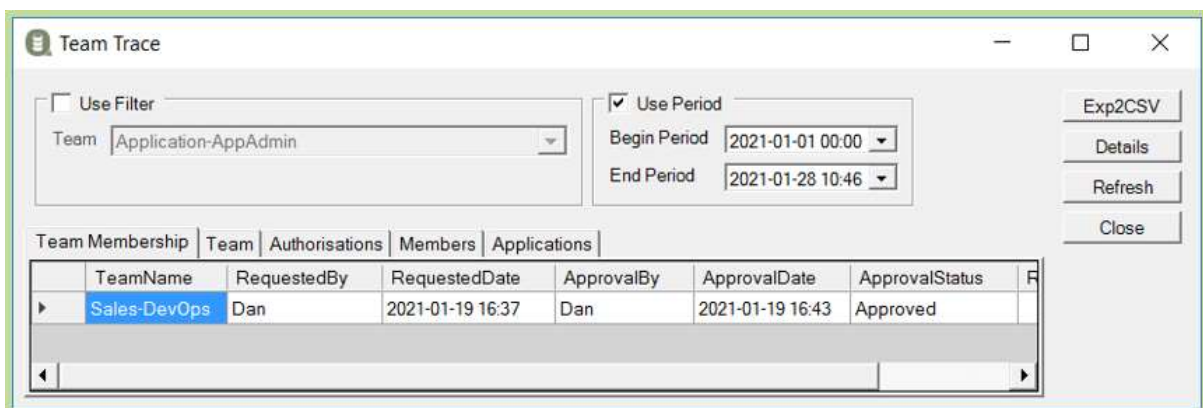 Team Trace
Use Filter
Team Application-AppAdmin
Use Period
Begin Period 2021-01-01 00:00
End Period 2021-01-28 10:46
Exp2CSV
Details
Refresh
Close
Team Membership Team Authorisations Members Applications
TeamName RequestedBy RequestedDate ApprovalBy ApprovalDate ApprovalStatus R
Sales-DevOps Dan 2021-01-19 16:37 Dan 2021-01-19 16:43 Approved